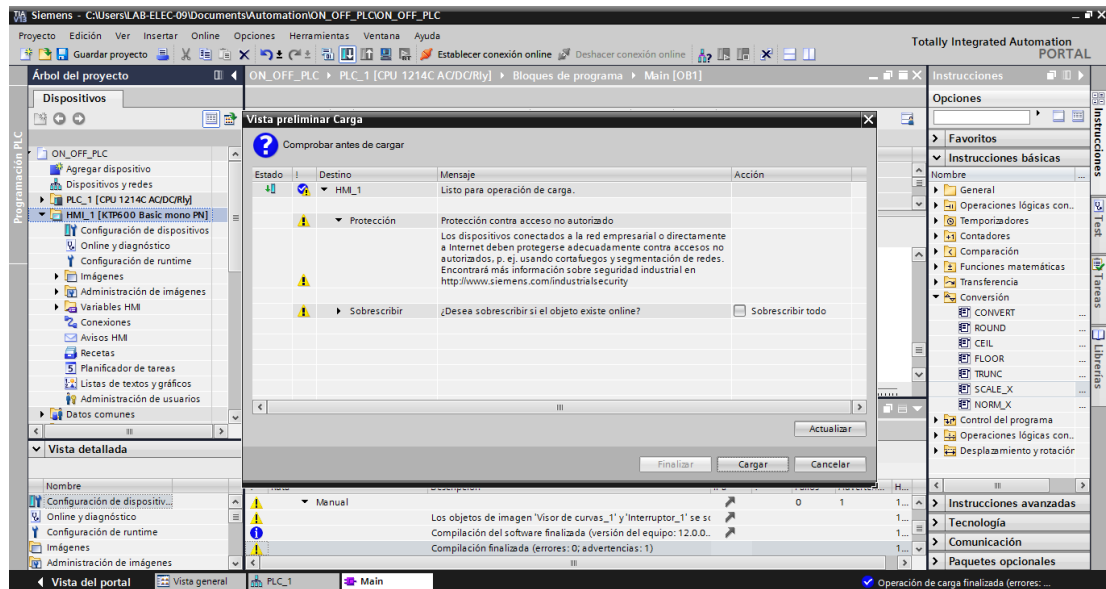 Siemens - C:\Users\LAB-ELEC-09\Documents\Automation\ON_OFF_PLC\ON_OFF_PLC
Proyecto Edición Ver Insertar Online Opciones Herramientas Ventana Ayuda
Totally Integrated Automation
PORTAL
Guardar proyecto
Establecer conexión online
Deshacer conexión online
Árbol del proyecto
ON_OFF_PLC PLC_1 [CPU 1214C AC/DC/Rly] Bloques de programa Main [OB1]
Instrucciones
Dispositivos
Programación PLC
ON_OFF_PLC
Agregar dispositivo
Dispositivos y redes
PLC_1 [CPU 1214C AC/DC/Rly]
HMI_1 [KTP600 Basic mono PN]
Configuración de dispositivos
Online y diagnóstico
Configuración de runtime
Imágenes
Administración de imágenes
Variables HMI
Conexiones
Avisos HMI
Recetas
Planificador de tareas
Listas de textos y gráficos
Administración de usuarios
Datos comunes
Vista detallada
Nombre
Configuración de dispositiv...
Online y diagnóstico
Configuración de runtime
Imágenes
Administración de imágenes
Vista preliminar Carga
Comprobar antes de cargar
Estado ! Destino Mensaje Acción
HMI_1 Listo para operación de carga.
Protección Protección contra acceso no autorizado
Los dispositivos conectados a la red empresarial o directamente
a Internet deben protegerse adecuadamente contra accesos no
autorizados, p. ej. usando cortafuegos y segmentación de redes.
Encontrará más información sobre seguridad industrial en
http://www.siemens.com/industrialsecurity
Sobrescribir ¿Desea sobrescribir si el objeto existe online? Sobrescribir todo
Actualizar
Finalizar Cargar Cancelar
Manual 0 1 1...
Los objetos de imagen 'Visor de curvas_1' y 'Interruptor_1' se 1...
Compilación del software finalizada (versión del equipo: 12.0.0.. 1...
Compilación finalizada (errores: 0; advertencias: 1) 1...
Opciones
Favoritos
Instrucciones básicas
Nombre ...
General
Operaciones lógicas con..
Temporizadores
Contadores
Comparación
Funciones matemáticas
Transferencia
Conversión
CONVERT ...
ROUND ...
CEIL ...
FLOOR ...
TRUNC ...
SCALE_X ...
NORM_X ...
Control del programa
Operaciones lógicas con..
Desplazamiento y rotación
Instrucciones avanzadas
Tecnología
Comunicación
Paquetes opcionales
Instrucciones
Test
Tareas
Librerías
Vista del portal Vista general PLC_1 Main Operación de carga finalizada (errores: ...